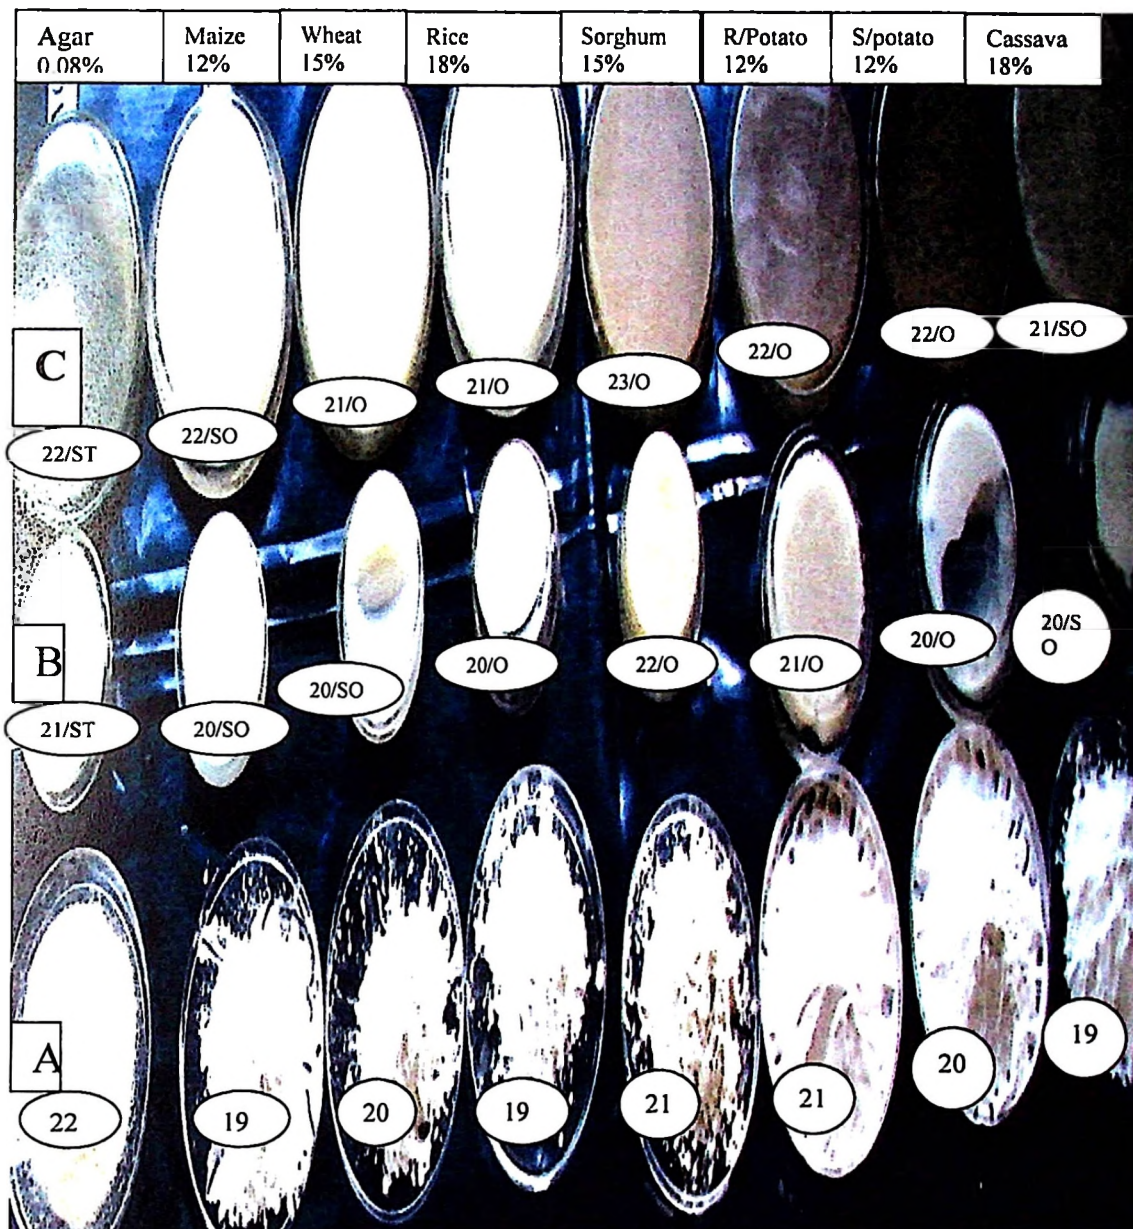 Agar
0.08%
Maize
12%
Wheat
15%
Rice
18%
Sorghum
15%
R/Potato
12%
S/potato
12%
Cassava
18%
C
22/ST
22/SO
21/O
21/O
23/O
22/O
22/O
21/SO
B
21/ST
20/SO
20/SO
20/O
22/O
21/O
20/O
20/S
O
A
22
19
20
19
21
21
20
19